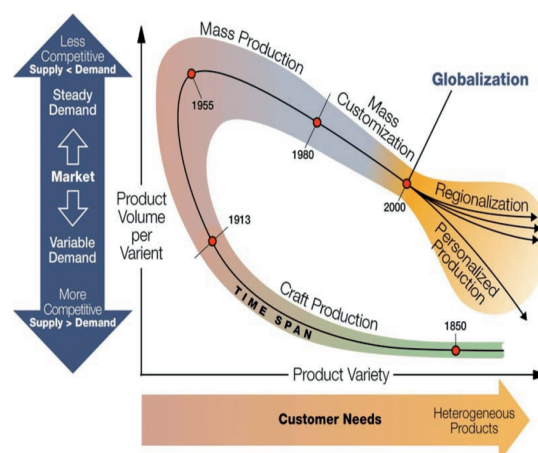 Less
Competitive
Supply < Demand
Steady
Demand
Market
Variable
Demand
More
Competitive
Supply > Demand
Product
Volume
per
Varient
Mass Production
1955
1980
Mass
Customization
Globalization
2000
Regionalization
Personalized
Production
1913
TIME SPAN
Craft Production
1850
Product Variety
Customer Needs
Heterogeneous
Products